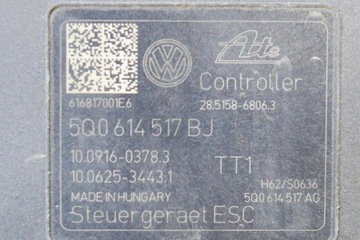 Ate
Controller
616817001E6
28.5158-6806.3
5Q0 614 517 BJ
10.0916-0378.3
TT1
10.0625-3443.1
H62/S0636
MADE IN HUNGARY
5Q0 614 517 AG
Steuergeraet ESC